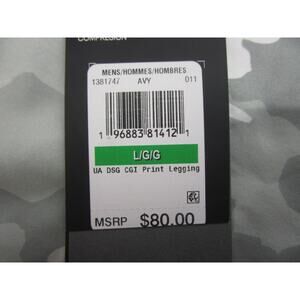 COMPRESSION
MENS/HOMMES/HOMBRES
1381747 AVY 011
1 96883 81412 1
L/G/G
UA DSG CGI Print Legging
MSRP $80.00